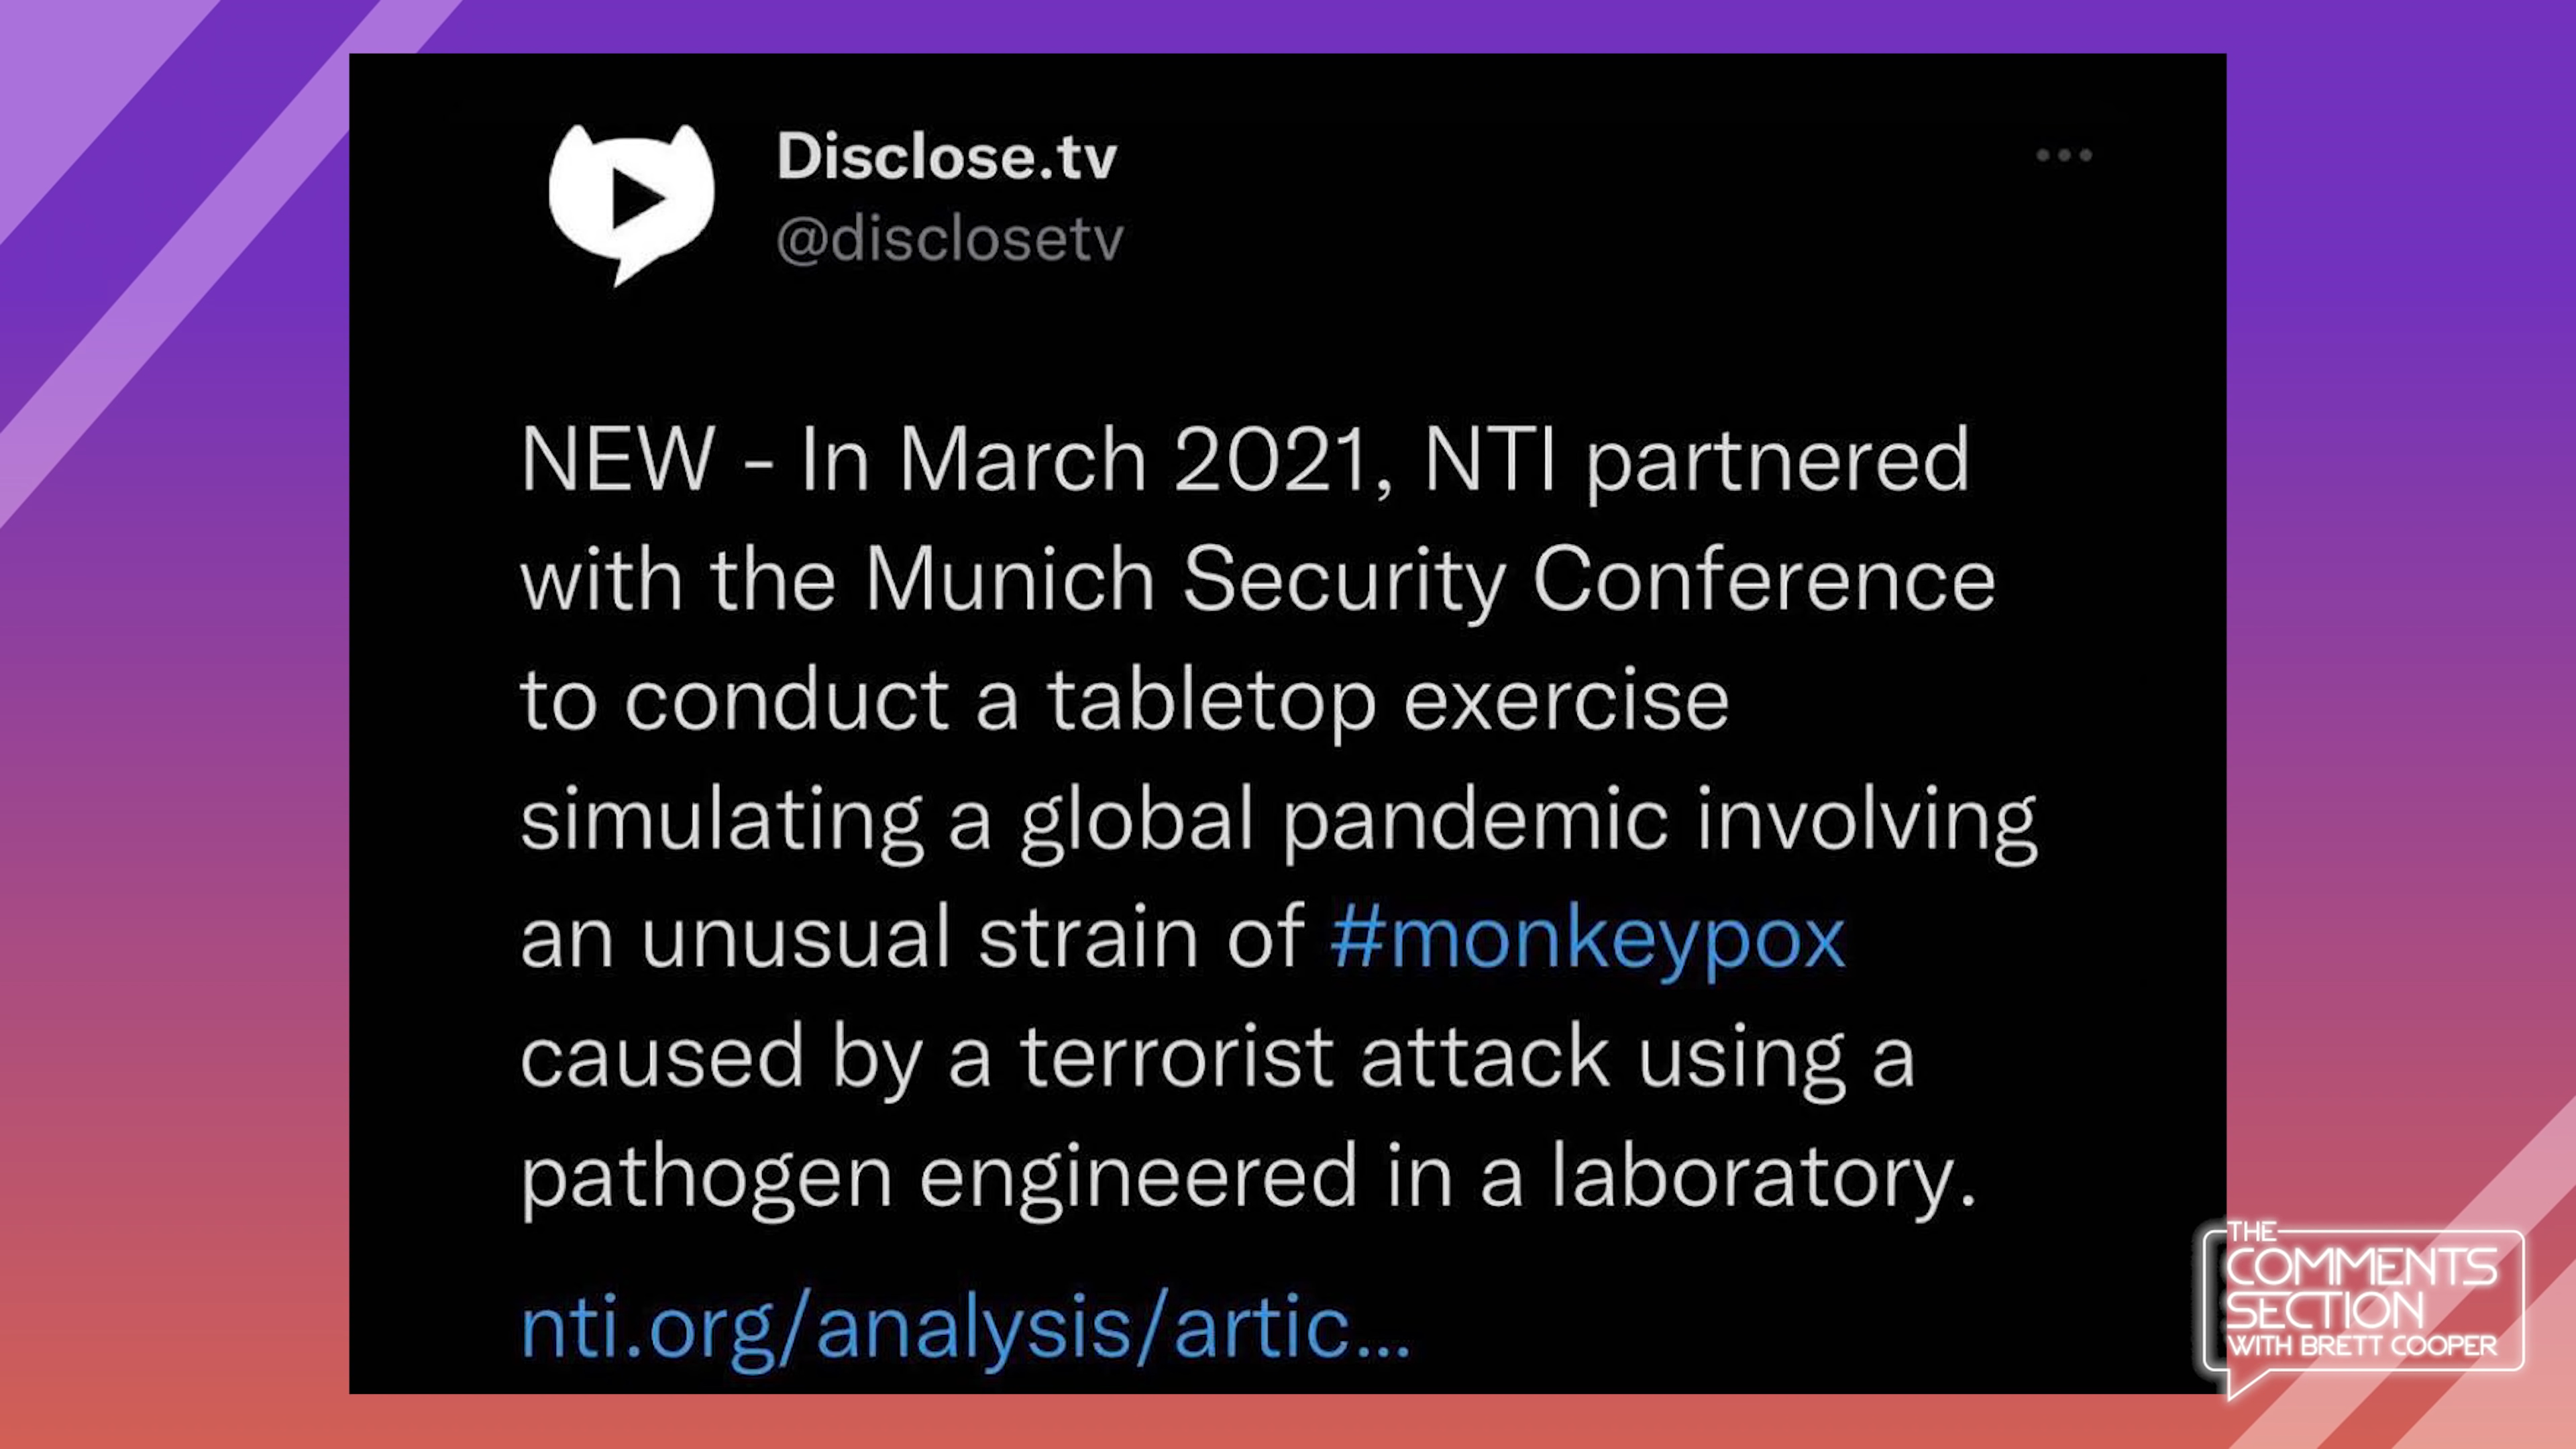 Disclose.tv
@disclosetv
NEW - In March 2021, NTI partnered
with the Munich Security Conference
to conduct a tabletop exercise
simulating a global pandemic involving
an unusual strain of #monkeypox
caused by a terrorist attack using a
pathogen engineered in a laboratory.
nti.org/analysis/artic...
THE
COMMENTS
SECTION
WITH BRETT COOPER